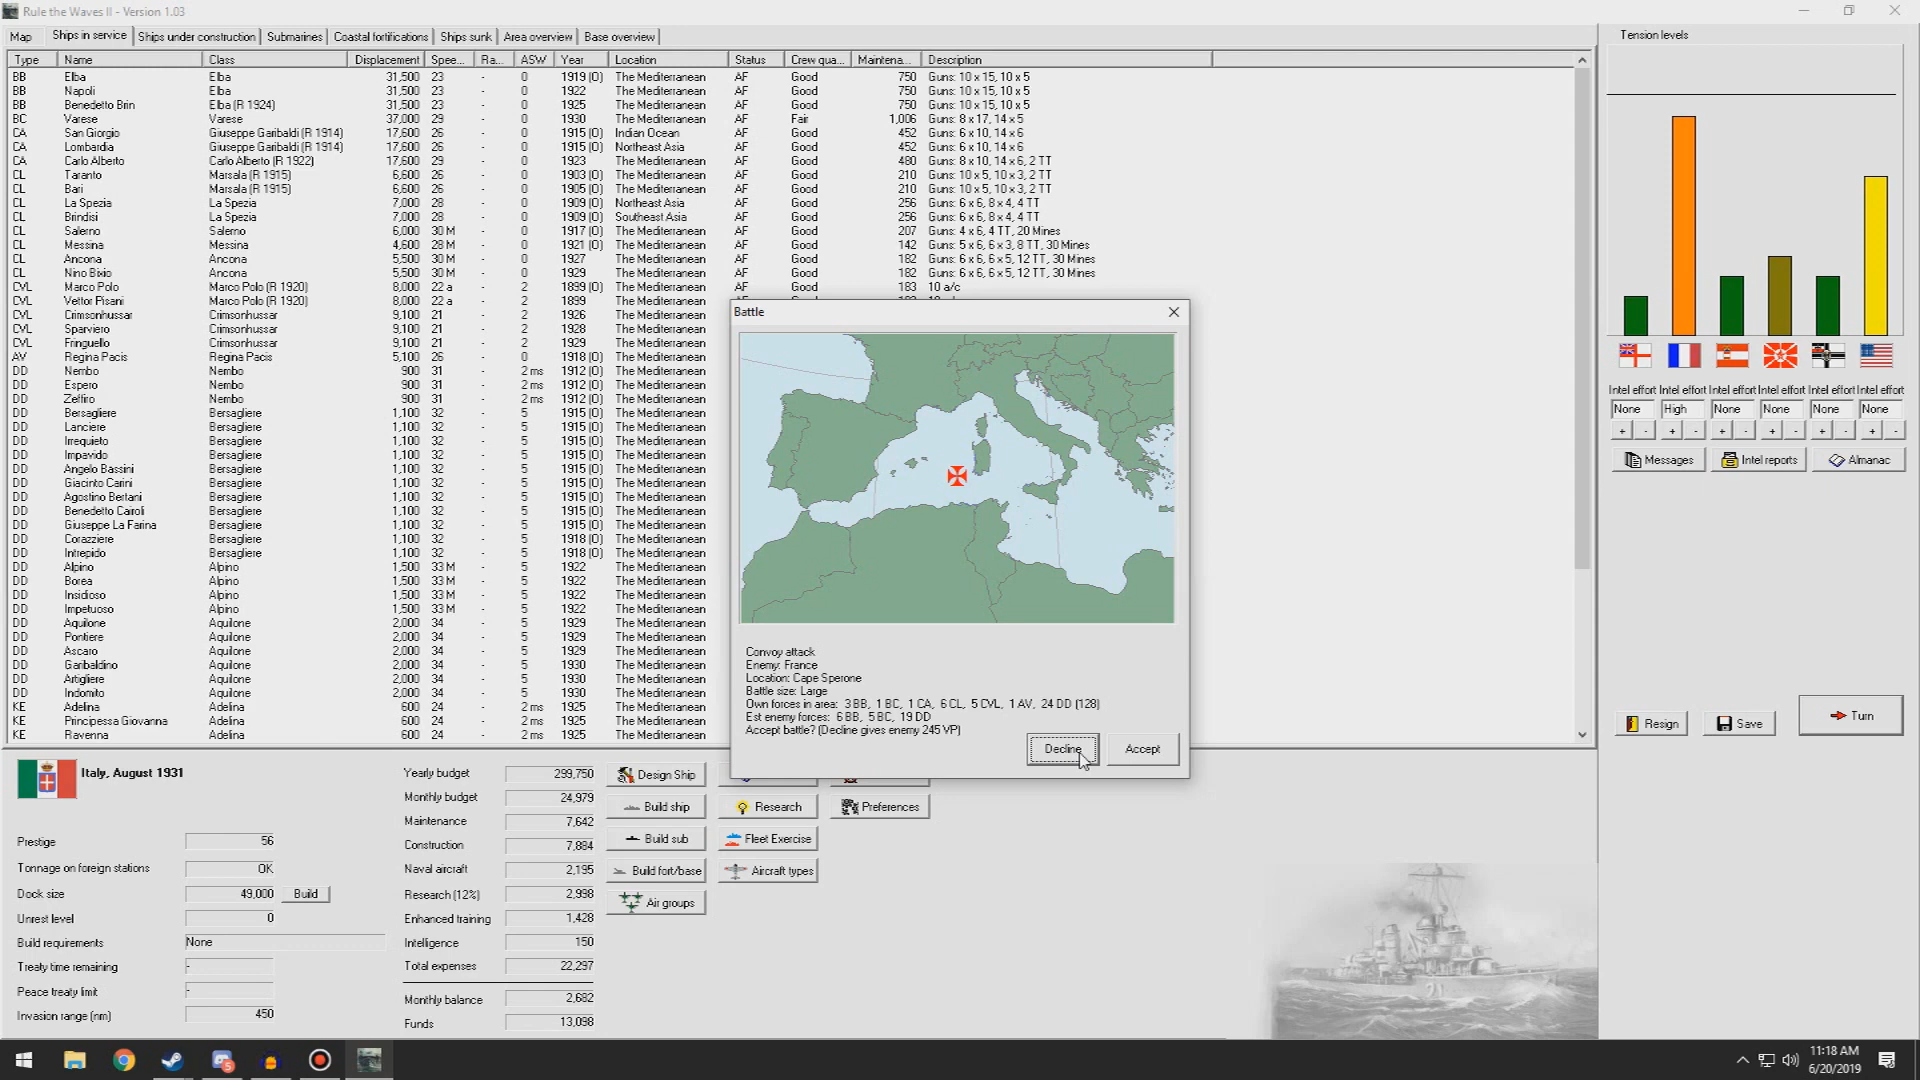 Rule the Waves II - Version 1.03
Map Ships in service Ships under construction Submarines Coastal fortifications Ships sunk Area overview Base overview
Type Name Class Displacement Spee... Ra... ASW Year Location Status Crew qua... Maintena... Description
BB Elba Elba 31,500 23 - 0 1919 (O) The Mediterranean AF Good 750 Guns: 10 x 15, 10 x 5
BB Napoli Elba 31,500 23 - 0 1922 The Mediterranean AF Good 750 Guns: 10 x 15, 10 x 5
BB Benedetto Brin Elba (R 1924) 31,500 23 - 0 1925 The Mediterranean AF Good 750 Guns: 10 x 15, 10 x 5
BC Varese Varese 37,000 29 - 0 1930 The Mediterranean AF Fair 1,006 Guns: 8 x 17, 14 x 5
CA San Giorgio Giuseppe Garibaldi (R 1914) 17,600 26 - 0 1915 (O) Indian Ocean AF Good 452 Guns: 6 x 10, 14 x 6
CA Lombardia Giuseppe Garibaldi (R 1914) 17,600 26 - 0 1915 (O) Northeast Asia AF Good 452 Guns: 6 x 10, 14 x 6
CA Carlo Alberto Carlo Alberto (R 1922) 17,600 29 - 0 1923 The Mediterranean AF Good 480 Guns: 8 x 10, 14 x 6, 2 TT
CL Taranto Marsala (R 1915) 6,600 26 - 0 1903 (O) The Mediterranean AF Good 210 Guns: 10 x 5, 10 x 3, 2 TT
CL Bari Marsala (R 1915) 6,600 26 - 0 1905 (O) The Mediterranean AF Good 210 Guns: 10 x 5, 10 x 3, 2 TT
CL La Spezia La Spezia 7,000 28 - 0 1909 (O) Northeast Asia AF Good 256 Guns: 6 x 6, 8 x 4, 4 TT
CL Brindisi La Spezia 7,000 28 - 0 1909 (O) Southeast Asia AF Good 256 Guns: 6 x 6, 8 x 4, 4 TT
CL Salerno Salerno 6,000 30 M - 0 1917 (O) The Mediterranean AF Good 207 Guns: 4 x 6, 4 TT, 20 Mines
CL Messina Messina 4,600 28 M - 0 1921 (O) The Mediterranean AF Good 142 Guns: 5 x 6, 6 x 3, 8 TT, 30 Mines
CL Ancona Ancona 5,500 30 M - 0 1927 The Mediterranean AF Good 182 Guns: 6 x 6, 6 x 5, 12 TT, 30 Mines
CL Nino Bixio Ancona 5,500 30 M - 0 1929 The Mediterranean AF Good 182 Guns: 6 x 6, 6 x 5, 12 TT, 30 Mines
CVL Marco Polo Marco Polo (R 1920) 8,000 22 a - 2 1899 (O) The Mediterranean AF Good 183 10 a/c
CVL Vettor Pisani Marco Polo (R 1920) 8,000 22 a - 2 1899 The Mediterranean AF
CVL Crimsonhussar Crimsonhussar 9,100 21 - 2 1926 The Mediterranean
CVL Sparviero Crimsonhussar 9,100 21 - 2 1928 The Mediterranean
CVL Fringuello Crimsonhussar 9,100 21 - 2 1929 The Mediterranean
AV Regina Pacis Regina Pacis 5,100 26 - 0 1918 (O) The Mediterranean
DD Nembo Nembo 900 31 - 2 ms 1912 (O) The Mediterranean
DD Espero Nembo 900 31 - 2 ms 1912 (O) The Mediterranean
DD Zeffiro Nembo 900 31 - 2 ms 1912 (O) The Mediterranean
DD Bersagliere Bersagliere 1,100 32 - 5 1915 (O) The Mediterranean
DD Lanciere Bersagliere 1,100 32 - 5 1915 (O) The Mediterranean
DD Irrequieto Bersagliere 1,100 32 - 5 1915 (O) The Mediterranean
DD Impavido Bersagliere 1,100 32 - 5 1915 (O) The Mediterranean
DD Angelo Bassini Bersagliere 1,100 32 - 5 1915 (O) The Mediterranean
DD Giacinto Carini Bersagliere 1,100 32 - 5 1915 (O) The Mediterranean
DD Agostino Bertani Bersagliere 1,100 32 - 5 1915 (O) The Mediterranean
DD Benedetto Cairoli Bersagliere 1,100 32 - 5 1915 (O) The Mediterranean
DD Giuseppe La Farina Bersagliere 1,100 32 - 5 1915 (O) The Mediterranean
DD Corazziere Bersagliere 1,100 32 - 5 1918 (O) The Mediterranean
DD Intrepido Bersagliere 1,100 32 - 5 1918 (O) The Mediterranean
DD Alpino Alpino 1,500 33 M - 5 1922 The Mediterranean
DD Borea Alpino 1,500 33 M - 5 1922 The Mediterranean
DD Insidioso Alpino 1,500 33 M - 5 1922 The Mediterranean
DD Impetuoso Alpino 1,500 33 M - 5 1922 The Mediterranean
DD Aquilone Aquilone 2,000 34 - 5 1929 The Mediterranean
DD Pontiere Aquilone 2,000 34 - 5 1929 The Mediterranean
DD Ascaro Aquilone 2,000 34 - 5 1929 The Mediterranean
DD Garibaldino Aquilone 2,000 34 - 5 1930 The Mediterranean
DD Artigliere Aquilone 2,000 34 - 5 1930 The Mediterranean
DD Indomito Aquilone 2,000 34 - 5 1930 The Mediterranean
KE Adelina Adelina 600 24 - 2 ms 1925 The Mediterranean
KE Principessa Giovanna Adelina 600 24 - 2 ms 1925 The Mediterranean
KE Ravenna Adelina 600 24 - 2 ms 1925 The Mediterranean
Battle
Convoy attack
Enemy: France
Location: Cape Sperone
Battle size: Large
Own forces in area: 3 BB, 1 BC, 1 CA, 6 CL, 5 CVL, 1 AV, 24 DD (128)
Est enemy forces: 6 BB, 5 BC, 19 DD
Accept battle? (Decline gives enemy 245 VP)
Decline Accept
Tension levels
Intel effort Intel effort Intel effort Intel effort Intel effort Intel effort
None High None None None None
+ - + - + - + - + - + -
Messages Intel reports Almanac
Resign Save Turn
Italy, August 1931
Prestige 56
Tonnage on foreign stations OK
Dock size 49,000 Build
Unrest level 0
Build requirements None
Treaty time remaining -
Peace treaty limit -
Invasion range (nm) 450
Yearly budget 299,750
Monthly budget 24,979
Maintenance 7,642
Construction 7,884
Naval aircraft 2,195
Research (12%) 2,998
Enhanced training 1,428
Intelligence 150
Total expenses 22,297
Monthly balance 2,682
Funds 13,098
Design Ship
Build ship Research Preferences
Build sub Fleet Exercise
Build fort/base Aircraft types
Air groups
5
11:18 AM
6/20/2019